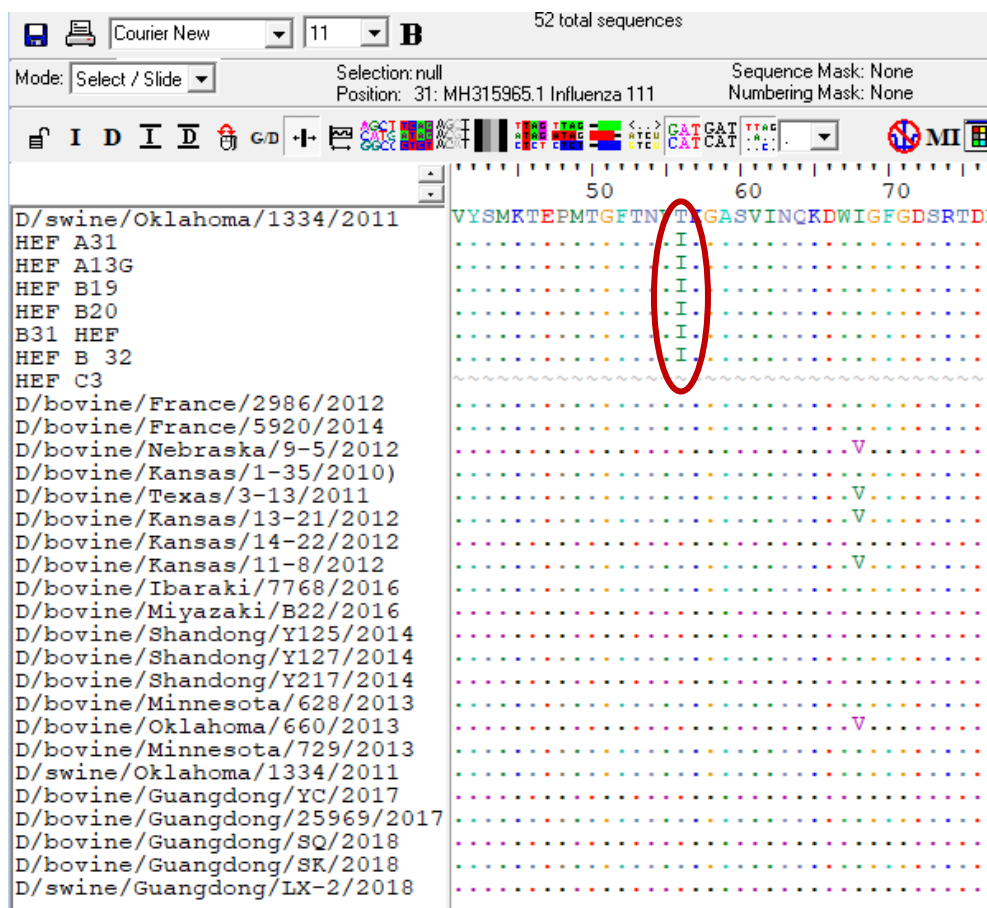 52 total sequences
Courier New 11 B
Mode: Select / Slide Selection: null Sequence Mask: None
Position: 31: MH315965.1 Influenza 111 Numbering Mask: None
I D I D G/D GAT CAT GAT CAT MI
50 60 70
D/swine/Oklahoma/1334/2011 VYSMKTEPMTGFTNVTKGASVINQKDWIGFGDSRTD
HEF A31 I
HEF A13G I
HEF B19 I
HEF B20 I
B31 HEF I
HEF B 32 I
HEF C3
D/bovine/France/2986/2012
D/bovine/France/5920/2014
D/bovine/Nebraska/9-5/2012 V
D/bovine/Kansas/1-35/2010)
D/bovine/Texas/3-13/2011 V
D/bovine/Kansas/13-21/2012 V
D/bovine/Kansas/14-22/2012
D/bovine/Kansas/11-8/2012 V
D/bovine/Ibaraki/7768/2016
D/bovine/Miyazaki/B22/2016
D/bovine/Shandong/Y125/2014
D/bovine/Shandong/Y127/2014
D/bovine/Shandong/Y217/2014
D/bovine/Minnesota/628/2013
D/bovine/Oklahoma/660/2013 V
D/bovine/Minnesota/729/2013
D/swine/Oklahoma/1334/2011
D/bovine/Guangdong/YC/2017
D/bovine/Guangdong/25969/2017
D/bovine/Guangdong/SQ/2018
D/bovine/Guangdong/SK/2018
D/swine/Guangdong/LX-2/2018